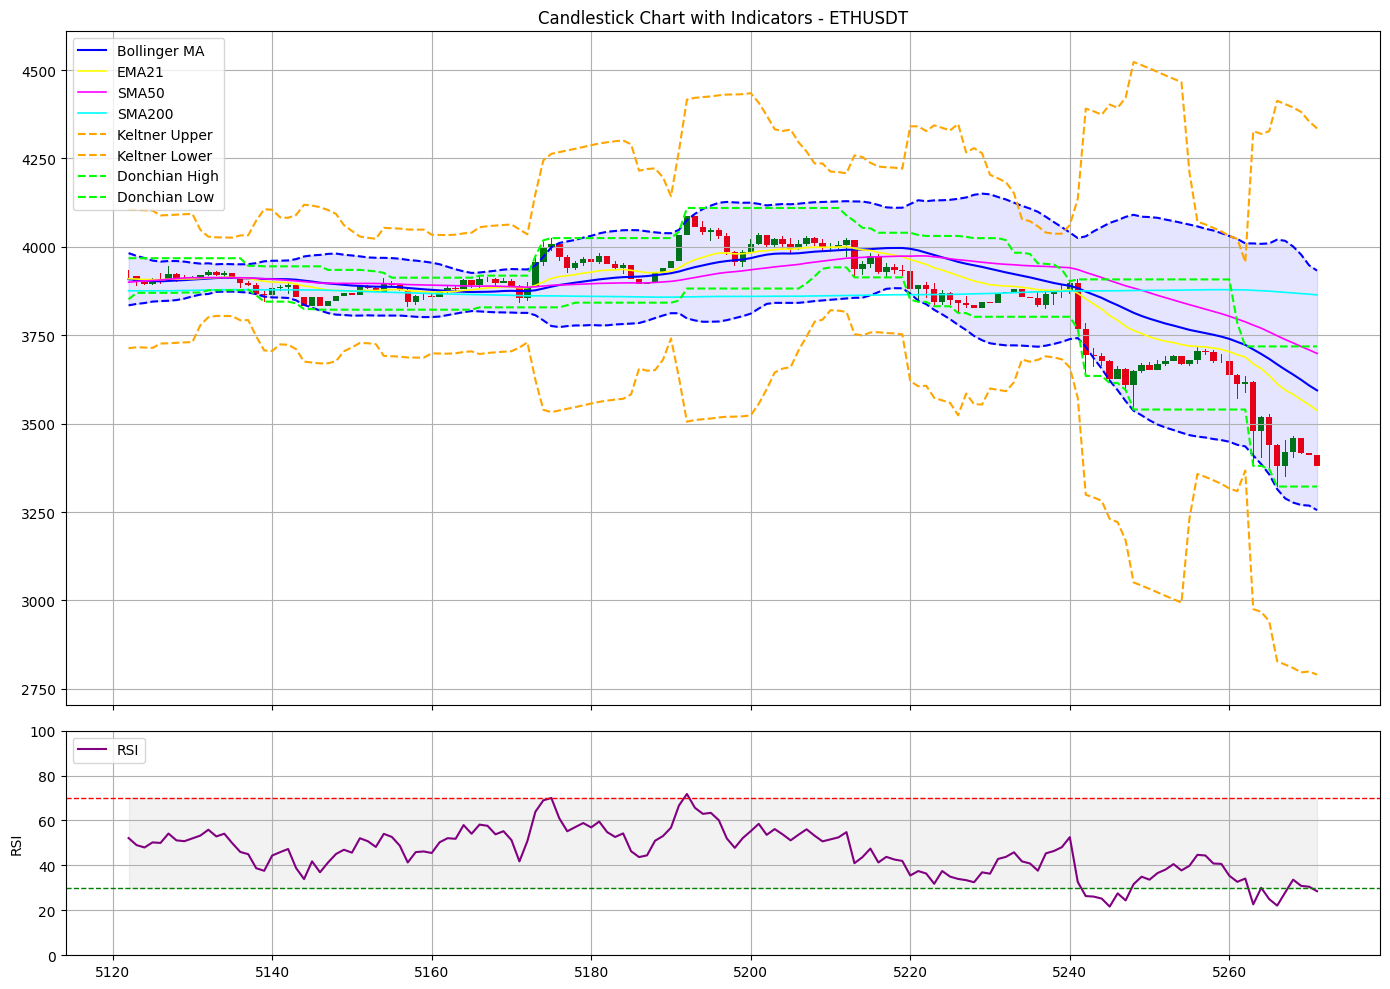 Candlestick Chart with Indicators - ETHUSDT
Bollinger MA
EMA21
SMA50
SMA200
Keltner Upper
Keltner Lower
Donchian High
Donchian Low
4500
4250
4000
3750
3500
3250
3000
2750
RSI
100
80
60
40
20
0
RSI
5120 5140 5160 5180 5200 5220 5240 5260